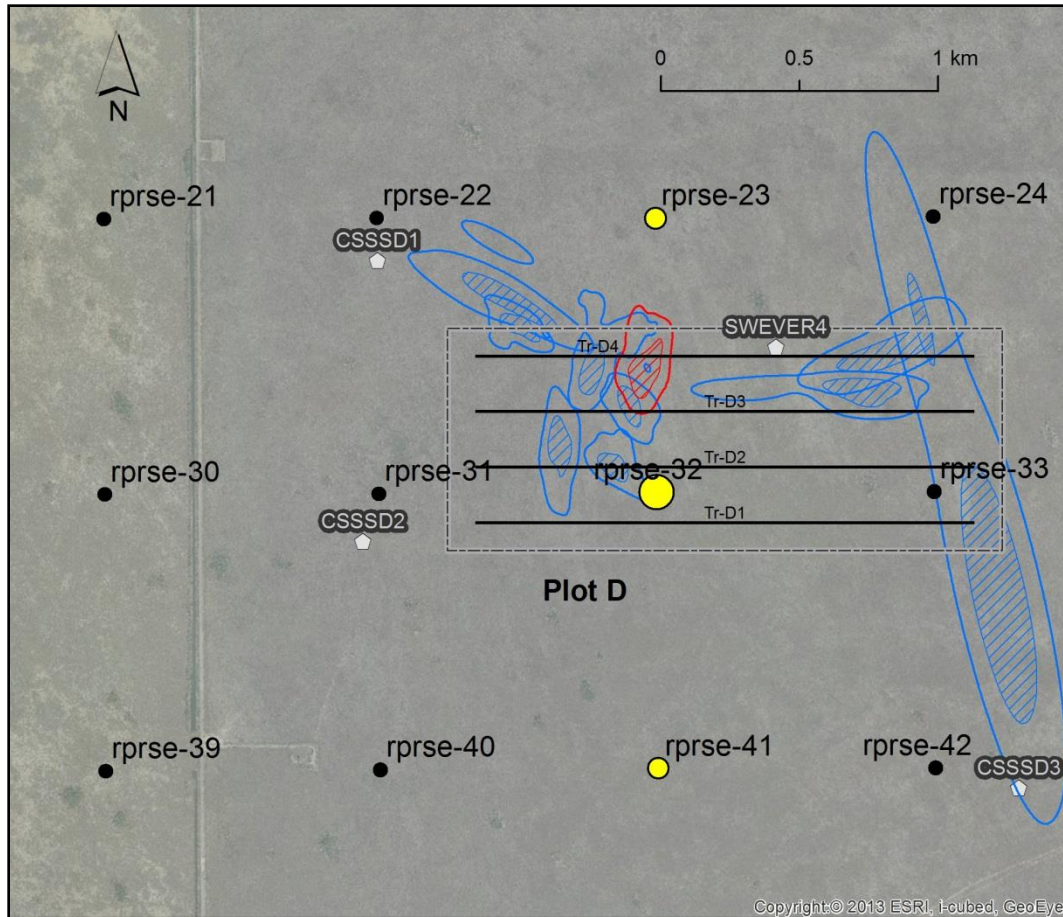 0 0.5 1 km
N
rprse-21 rprse-22 rprse-23 rprse-24
CSSSD1
SWEVER4
Tr-D4
Tr-D3
Tr-D2
rprse-30 rprse-31 rprse-32 rprse-33
Tr-D1
CSSSD2
Plot D
rprse-39 rprse-40 rprse-41 rprse-42
CSSSD3
Copyright:© 2013 ESRI, i-cubed, GeoEye